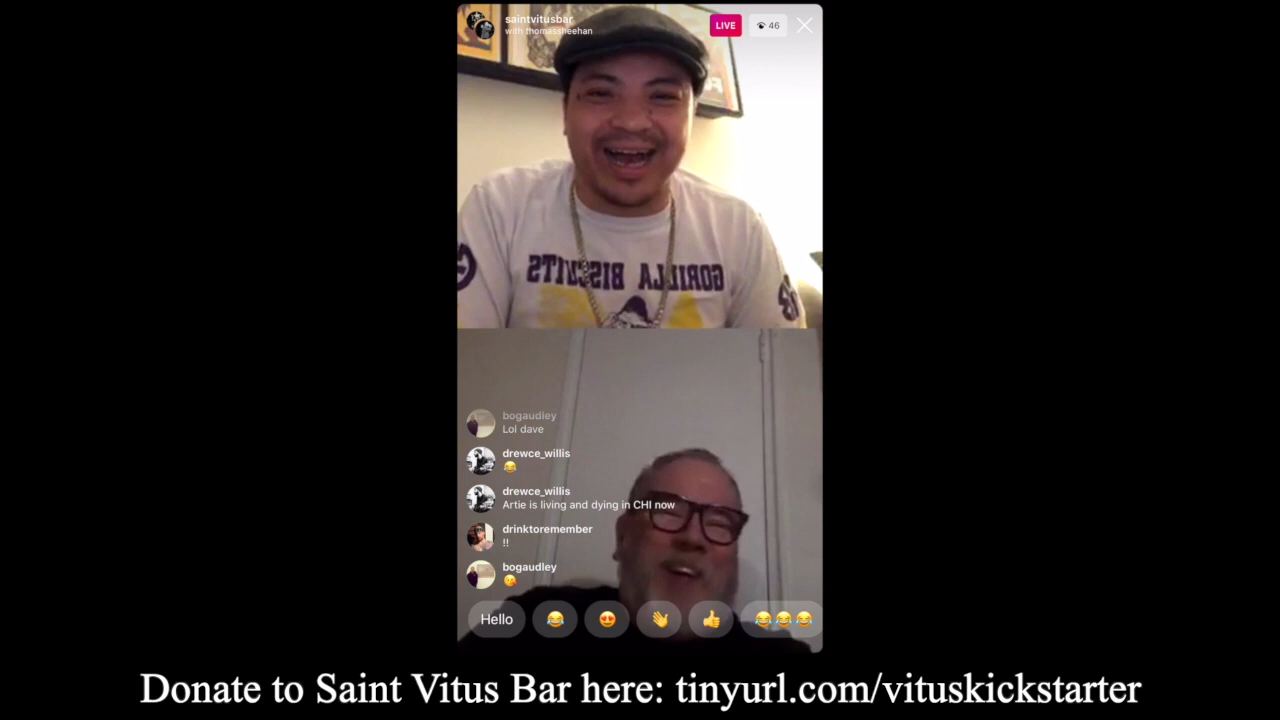 saintvitusbar
with thomassheehan
LIVE
46
GORILLA BISCUITS
bogaudley
Lol dave
drewce_willis
😂
drewce_willis
Artie is living and dying in CHI now
drinktoremember
!!
bogaudley
😘
Hello 😂 😍 👋 👍 😂😂😂
Donate to Saint Vitus Bar here: tinyurl.com/vituskickstarter